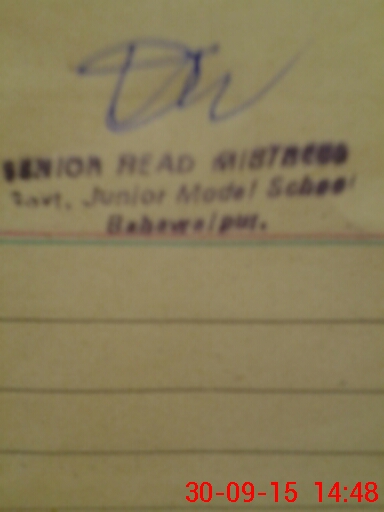 SENIOR HEAD MISTRESS
Govt. Junior Model School
Bahawalpur.
30-09-15 14:48